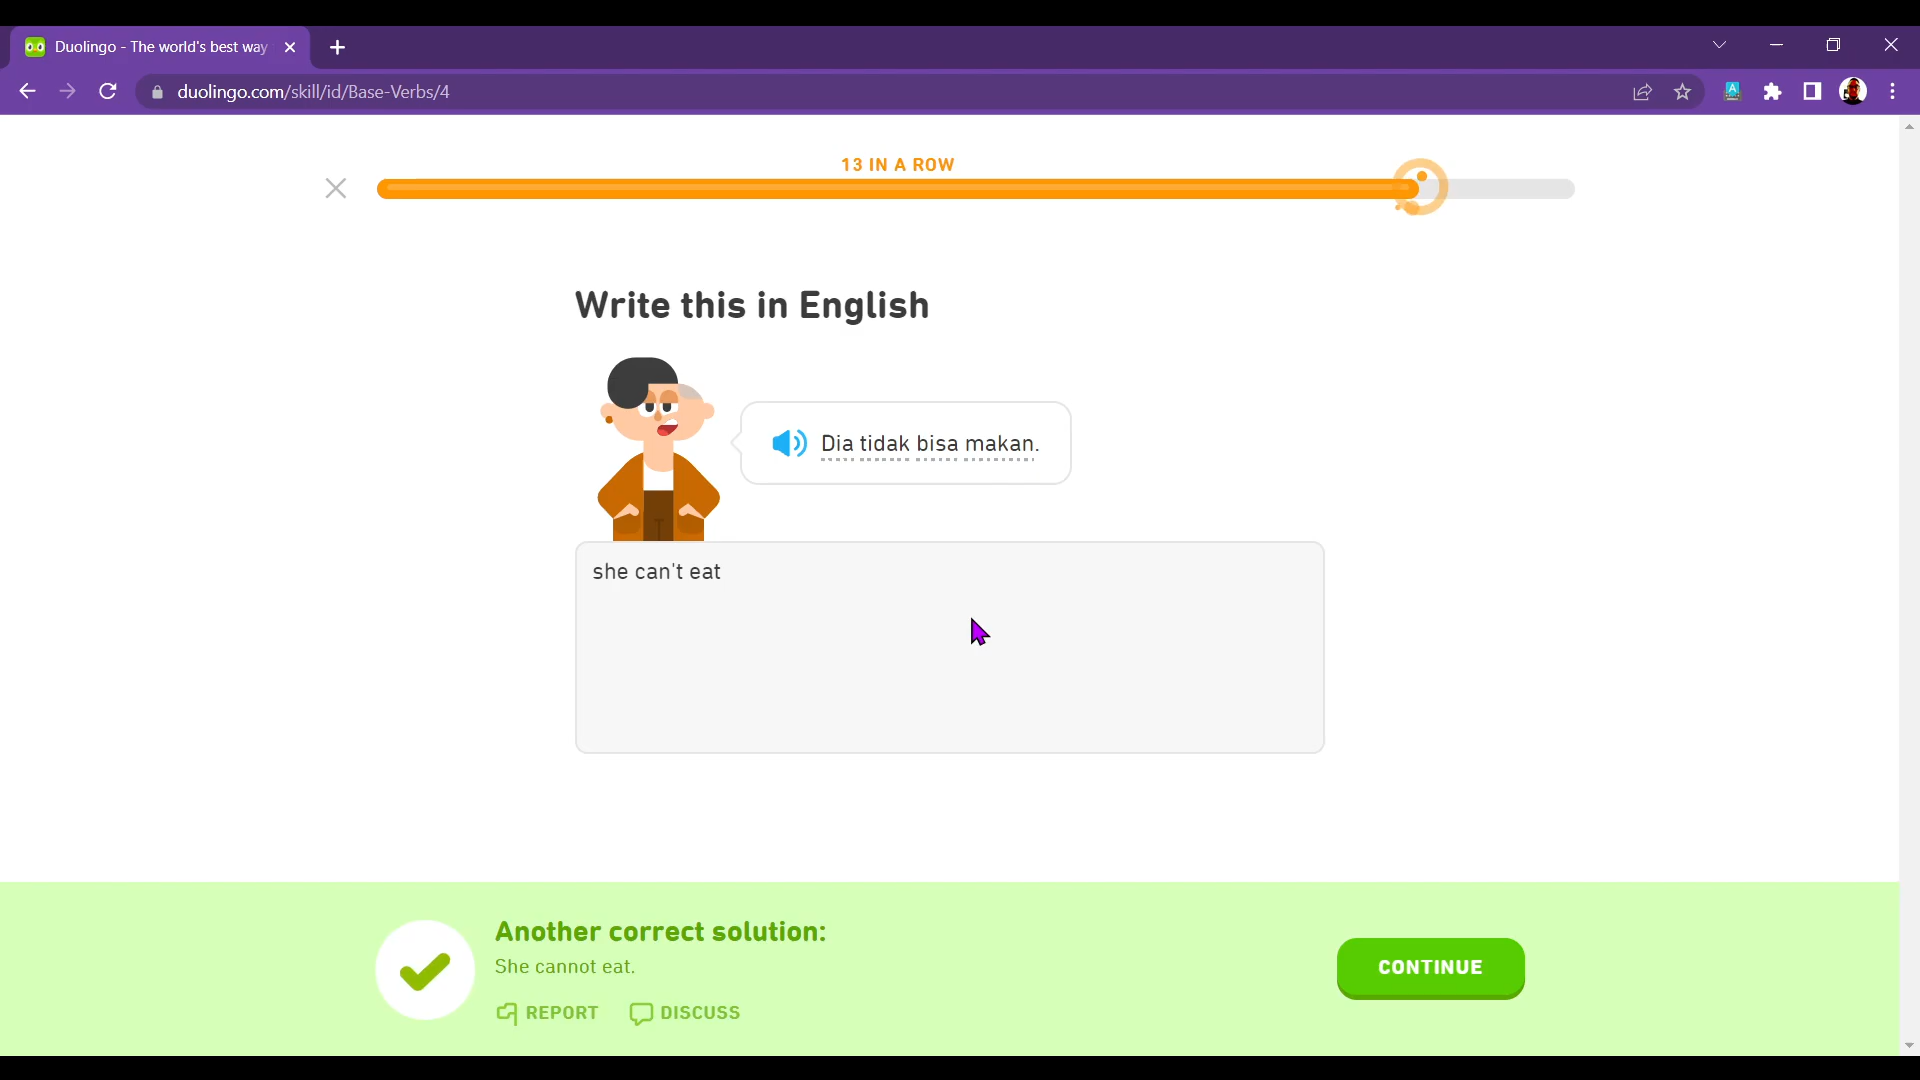 Duolingo - The world's best way
duolingo.com/skill/id/Base-Verbs/4
13 IN A ROW
Write this in English
Dia tidak bisa makan.
she can't eat
Another correct solution:
She cannot eat.
REPORT DISCUSS
CONTINUE